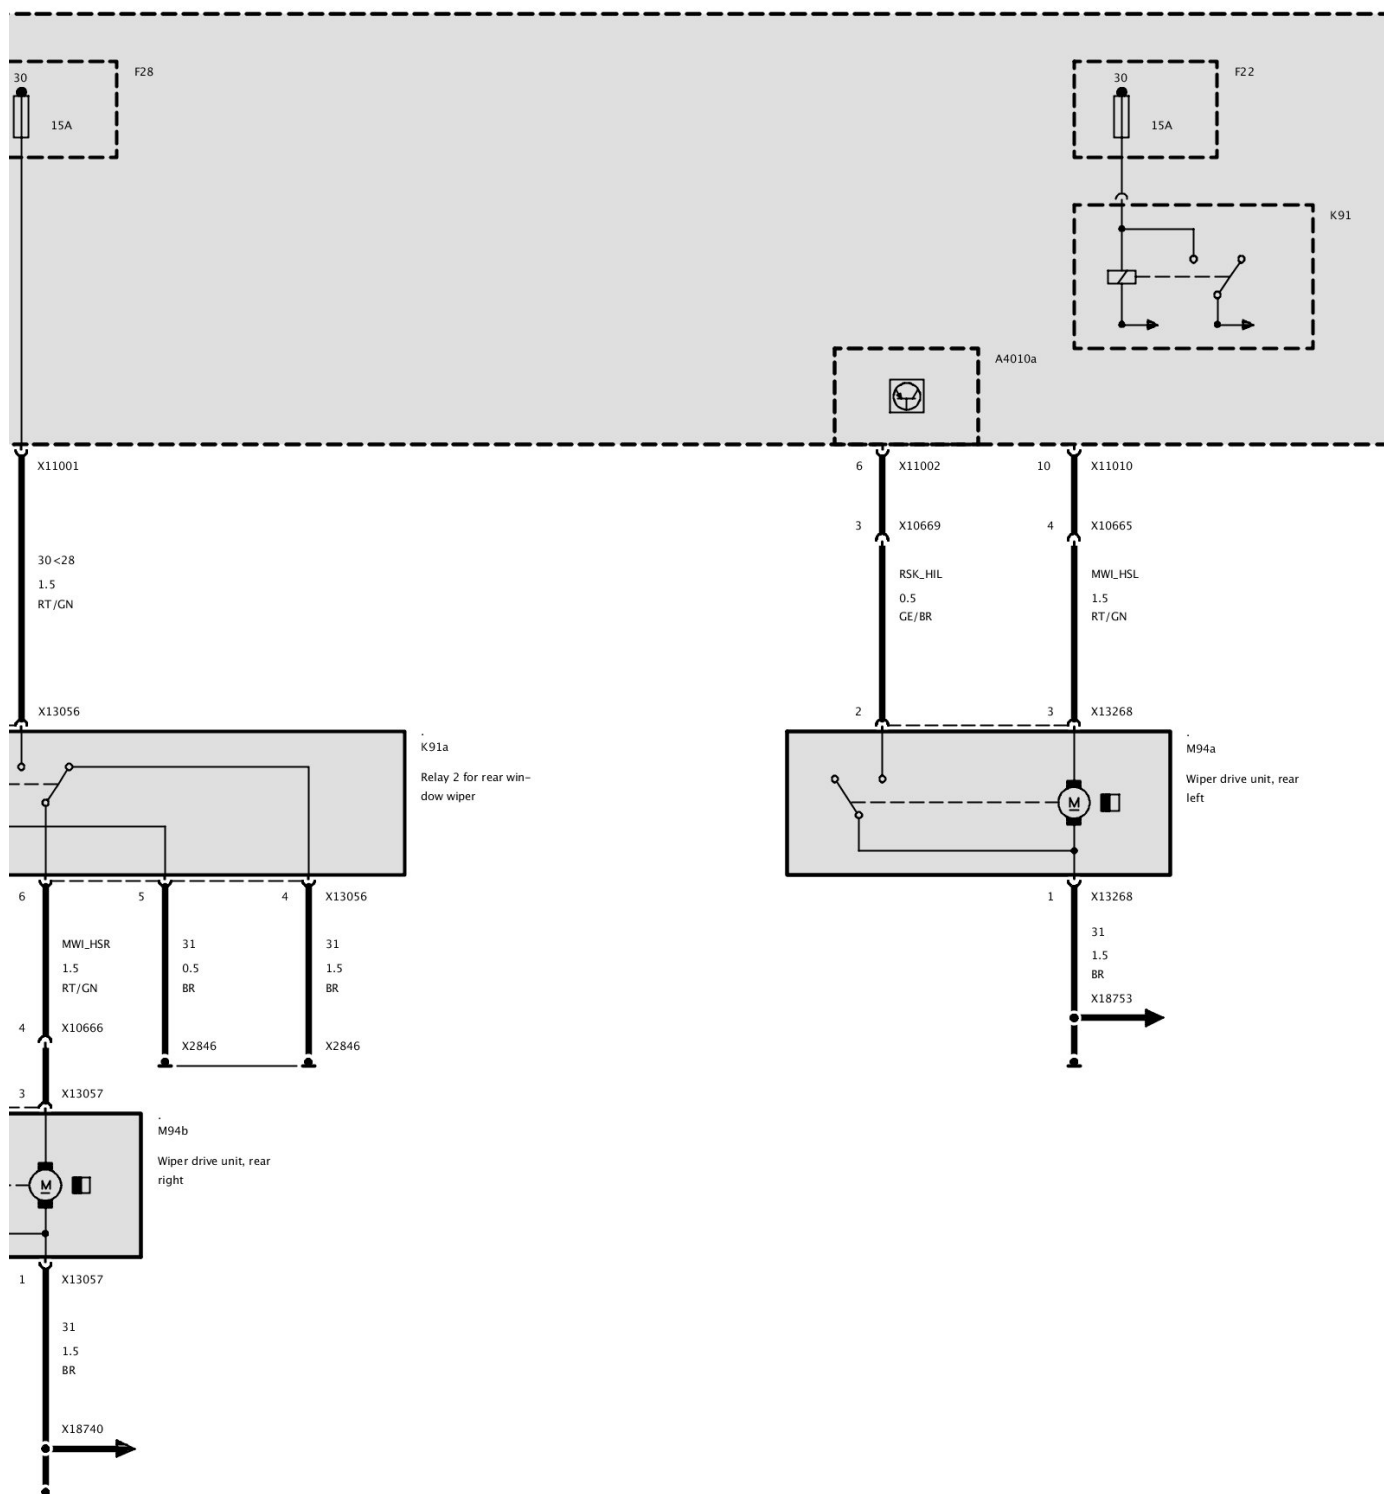 30
F28
15A
30
F22
15A
K91
A4010a
X11001
6 X11002
10 X11010
3 X10669
4 X10665
30<28
1.5
RT/GN
RSK_HIL
0.5
GE/BR
MWI_HSL
1.5
RT/GN
X13056
2
3 X13268
.
K91a
Relay 2 for rear win-
dow wiper
.
M94a
Wiper drive unit, rear
left
M
6
5
4 X13056
1 X13268
MWI_HSR
1.5
RT/GN
31
0.5
BR
31
1.5
BR
31
1.5
BR
X18753
4 X10666
X2846
X2846
3 X13057
.
M94b
Wiper drive unit, rear
right
M
1 X13057
31
1.5
BR
X18740